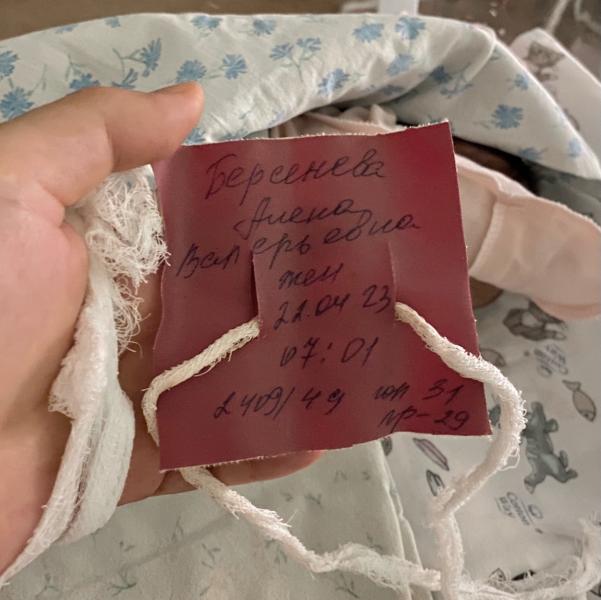 Берсенева
Алена
Валерьевна
жен
22.04 23
07:01
2409/49 гол 31
гр-29